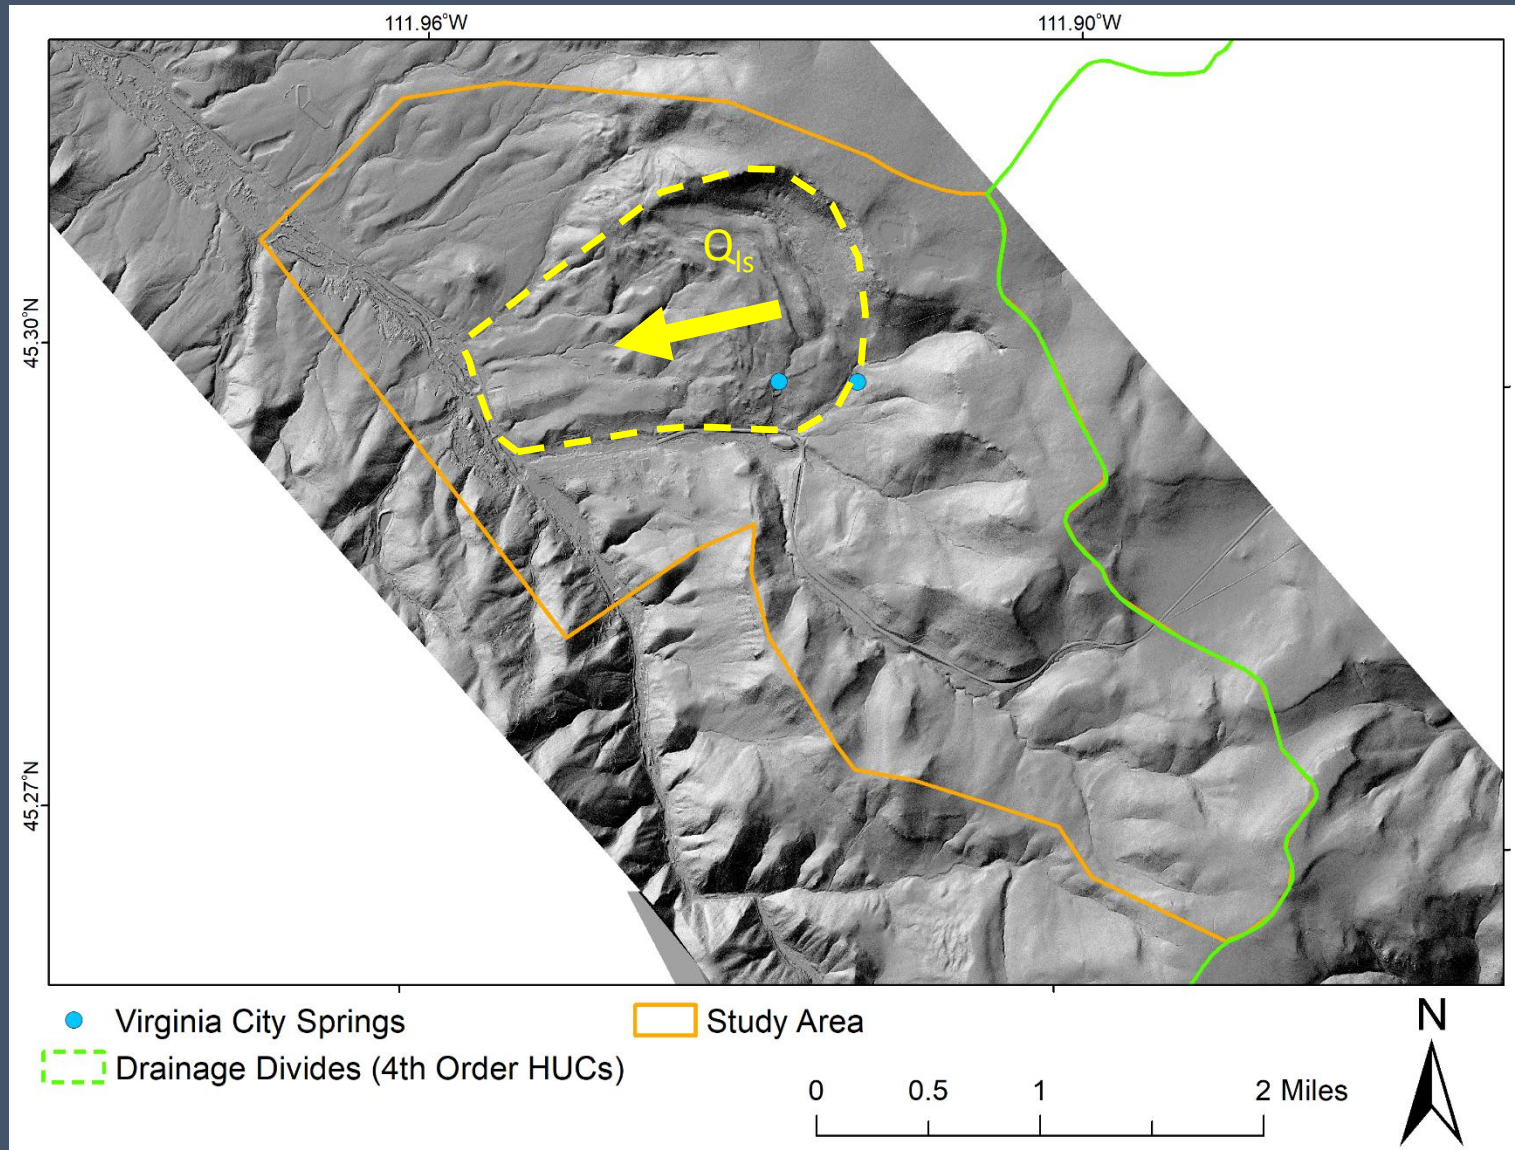 111.96°W
111.90°W
45.30°N
45.27°N
Qls
Virginia City Springs
Study Area
Drainage Divides (4th Order HUCs)
N
0 0.5 1 2 Miles